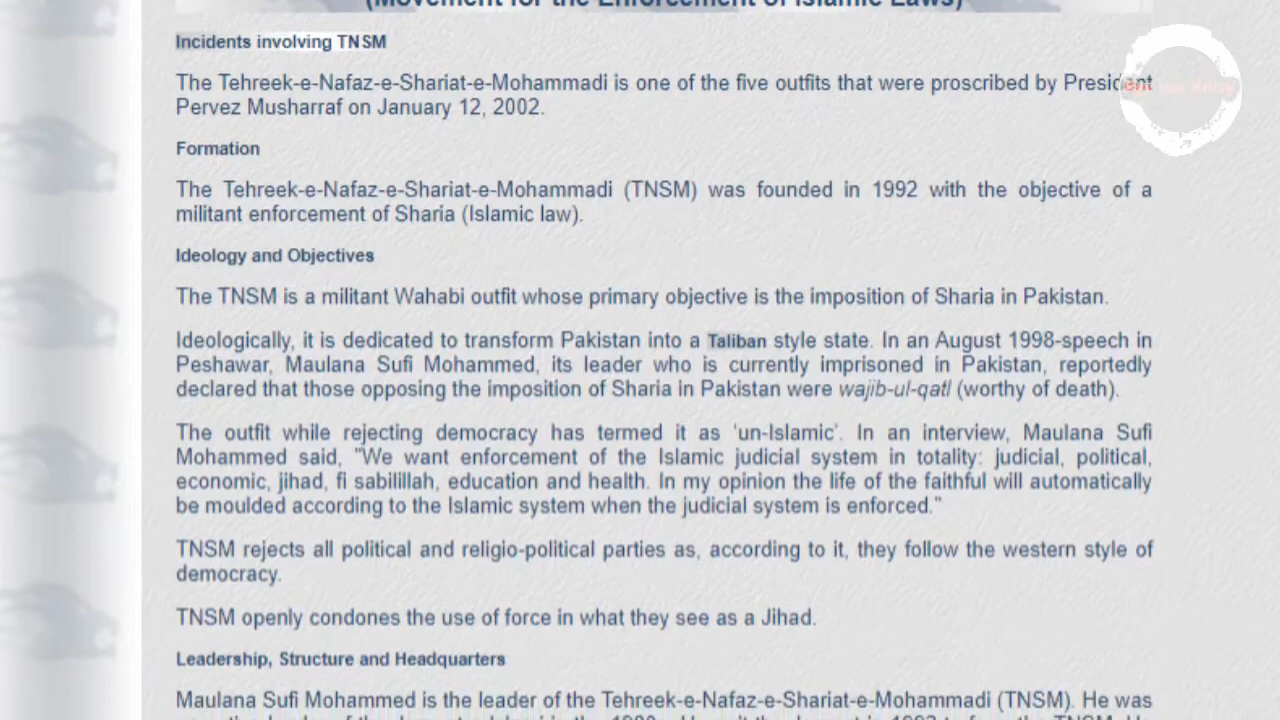 (Movement for the Enforcement of Islamic Laws)
Incidents involving TNSM
The Tehreek-e-Nafaz-e-Shariat-e-Mohammadi is one of the five outfits that were proscribed by President
Pervez Musharraf on January 12, 2002.
Formation
The Tehreek-e-Nafaz-e-Shariat-e-Mohammadi (TNSM) was founded in 1992 with the objective of a
militant enforcement of Sharia (Islamic law).
Ideology and Objectives
The TNSM is a militant Wahabi outfit whose primary objective is the imposition of Sharia in Pakistan.
Ideologically, it is dedicated to transform Pakistan into a Taliban style state. In an August 1998-speech in
Peshawar, Maulana Sufi Mohammed, its leader who is currently imprisoned in Pakistan, reportedly
declared that those opposing the imposition of Sharia in Pakistan were wajib-ul-qatl (worthy of death).
The outfit while rejecting democracy has termed it as 'un-Islamic'. In an interview, Maulana Sufi
Mohammed said, "We want enforcement of the Islamic judicial system in totality: judicial, political,
economic, jihad, fi sabilillah, education and health. In my opinion the life of the faithful will automatically
be moulded according to the Islamic system when the judicial system is enforced."
TNSM rejects all political and religio-political parties as, according to it, they follow the western style of
democracy.
TNSM openly condones the use of force in what they see as a Jihad.
Leadership, Structure and Headquarters
Maulana Sufi Mohammed is the leader of the Tehreek-e-Nafaz-e-Shariat-e-Mohammadi (TNSM). He was